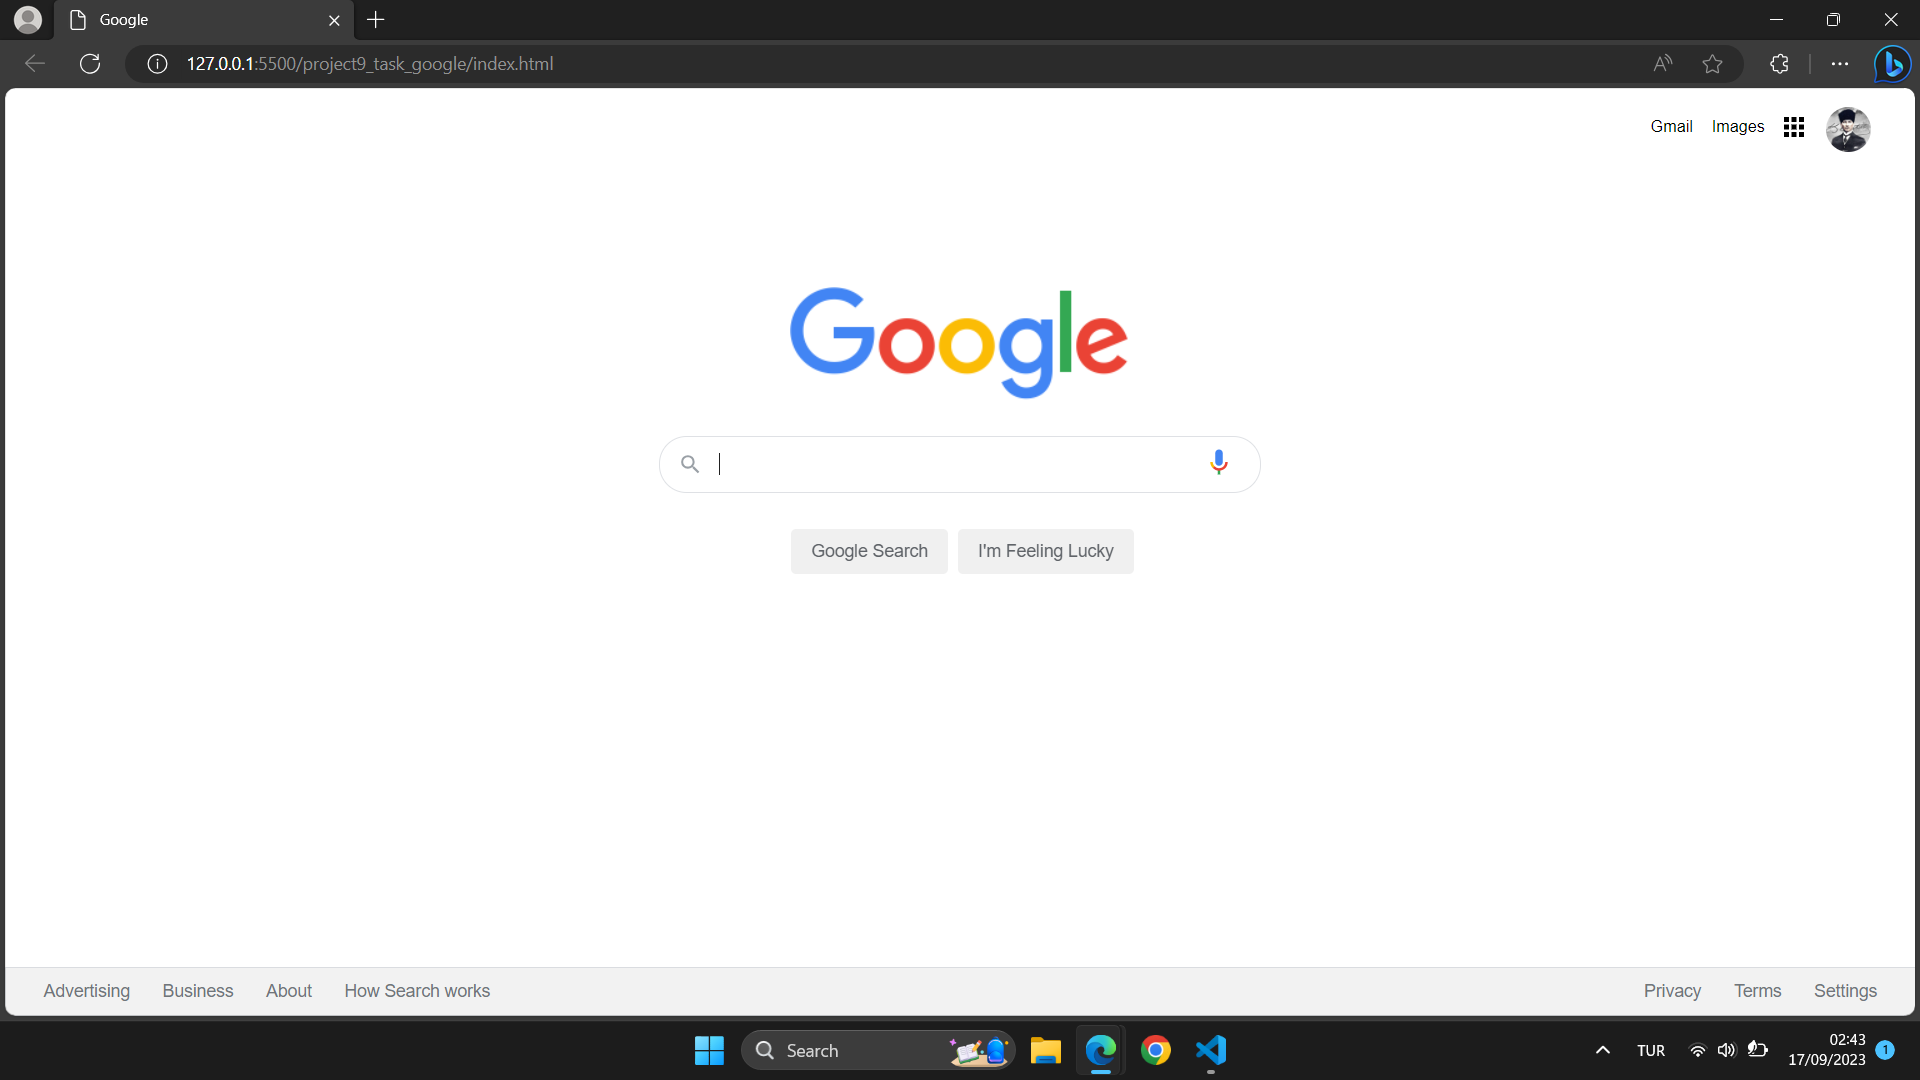 Google
127.0.0.1:5500/project9_task_google/index.html
Gmail Images
Google
Google Search I'm Feeling Lucky
Advertising Business About How Search works Privacy Terms Settings
Search TUR 02:43
17/09/2023 1